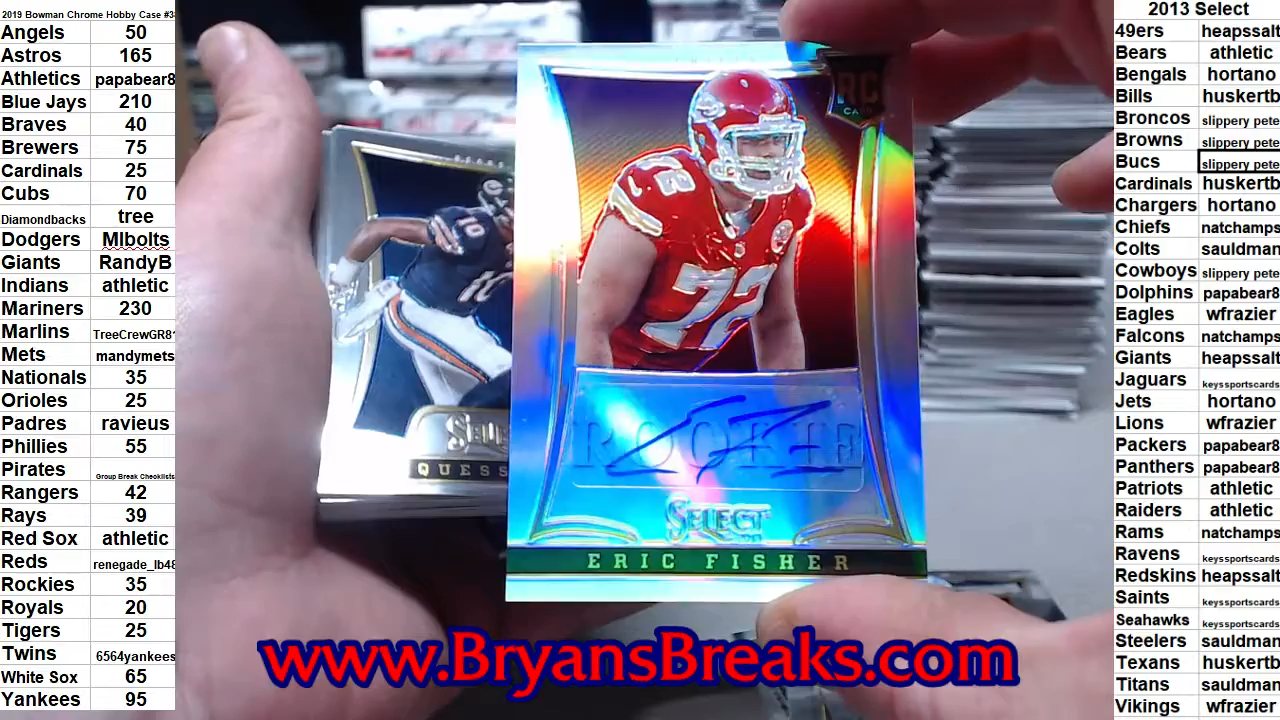 2019 Bowman Chrome Hobby Case #3
Angels 50
Astros 165
Athletics papabear8
Blue Jays 210
Braves 40
Brewers 75
Cardinals 25
Cubs 70
Diamondbacks tree
Dodgers Mlbolts
Giants RandyB
Indians athletic
Mariners 230
Marlins TreeCrewGR8
Mets mandymets
Nationals 35
Orioles 25
Padres ravieus
Phillies 55
Pirates Group Break Checklists
Rangers 42
Rays 39
Red Sox athletic
Reds renegade_lb48
Rockies 35
Royals 20
Tigers 25
Twins 6564yankees
White Sox 65
Yankees 95
RC
72
72
ROOKIE
SELECT
ERIC FISHER
10
10
SELE
QUESS
www.BryansBreaks.com
2013 Select
49ers heapssalt
Bears athletic
Bengals hortano
Bills huskertb
Broncos slippery pete
Browns slippery pete
Bucs slippery pete
Cardinals huskertb
Chargers hortano
Chiefs natchamps
Colts sauldman
Cowboys slippery pete
Dolphins papabear8
Eagles wfrazier
Falcons natchamps
Giants heapssalt
Jaguars keyssportscards
Jets hortano
Lions wfrazier
Packers papabear8
Panthers papabear8
Patriots athletic
Raiders athletic
Rams natchamps
Ravens keyssportscards
Redskins heapssalt
Saints keyssportscards
Seahawks keyssportscards
Steelers sauldman
Texans huskertb
Titans sauldman
Vikings wfrazier